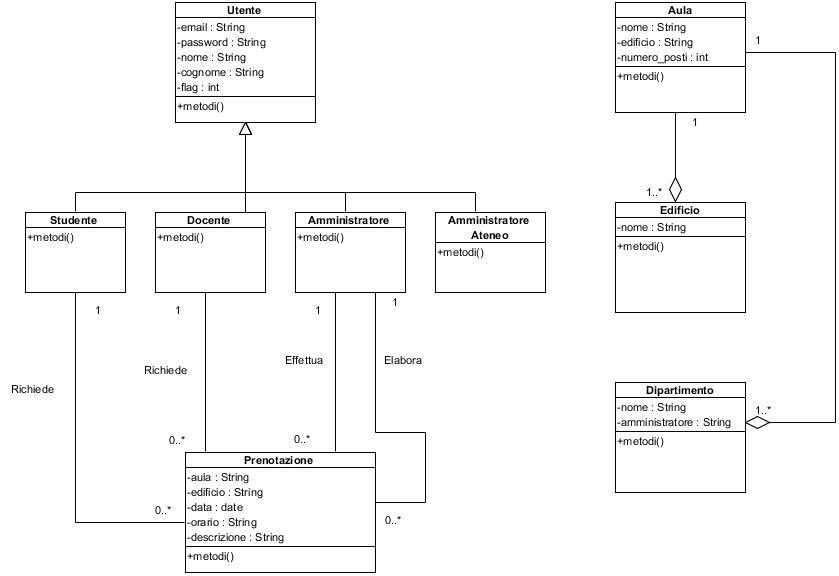 Utente
-email : String
-password : String
-nome : String
-cognome : String
-flag : int
+metodi()
Aula
-nome : String
-edificio : String
-numero_posti : int
+metodi()
1
1
1..*
Studente
+metodi()
Docente
+metodi()
Amministratore
+metodi()
Amministratore
Ateneo
+metodi()
Edificio
-nome : String
+metodi()
1
1
1
1
Richiede
Richiede
Effettua
Elabora
0..*
0..*
0..*
0..*
Prenotazione
-aula : String
-edificio : String
-data : date
-orario : String
-descrizione : String
+metodi()
Dipartimento
-nome : String
-amministratore : String
+metodi()
1..*